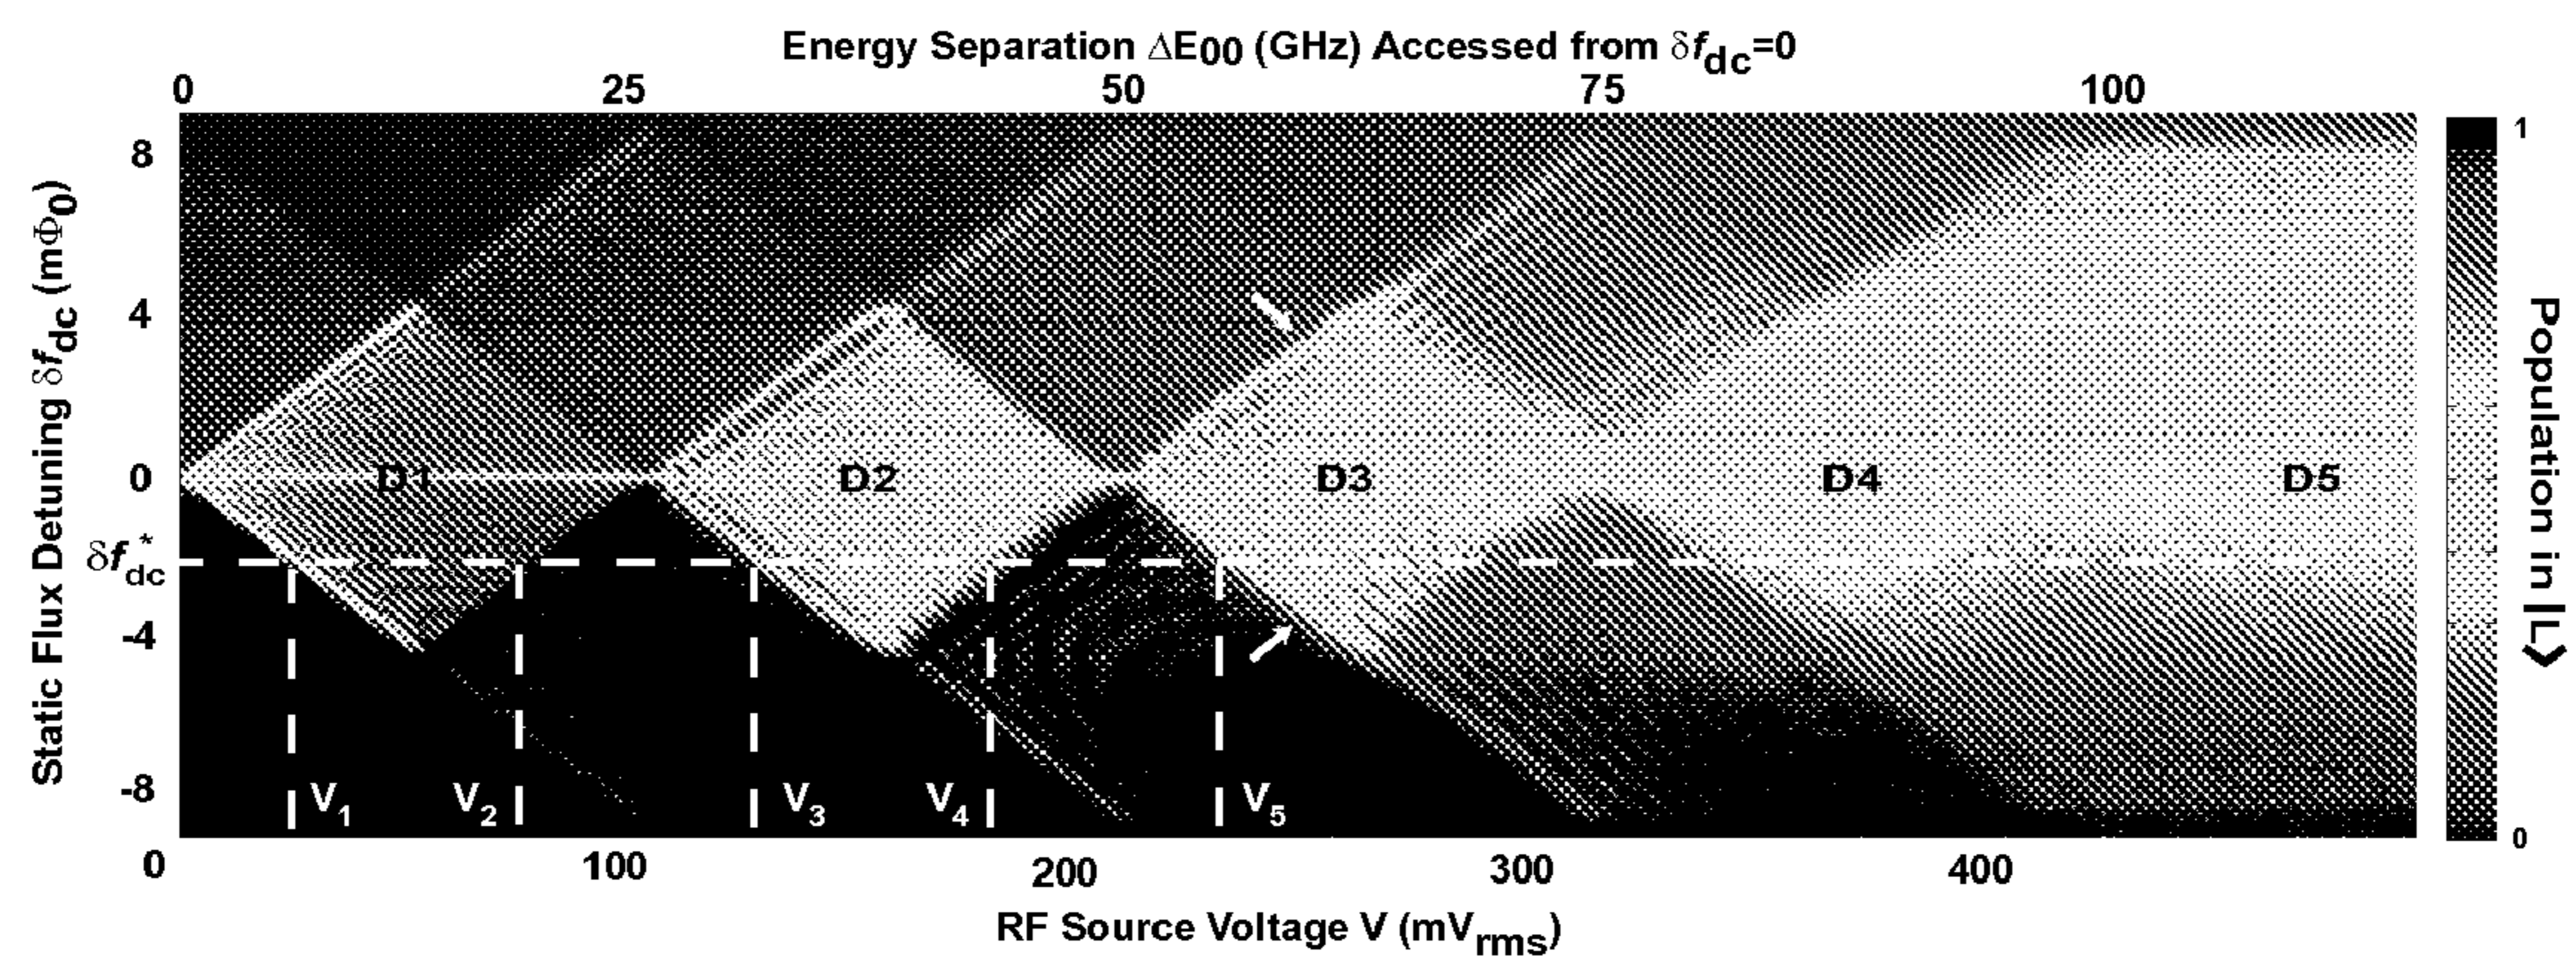 Energy Separation ΔE00 (GHz) Accessed from δfdc=0
0 25 50 75 100
Static Flux Detuning δfdc (mΦ0)
8
4
0
δfdc*
-4
-8
D1 D2 D3 D4 D5
V1 V2 V3 V4 V5
0 100 200 300 400
RF Source Voltage V (mVrms)
1
0
Population in |L⟩